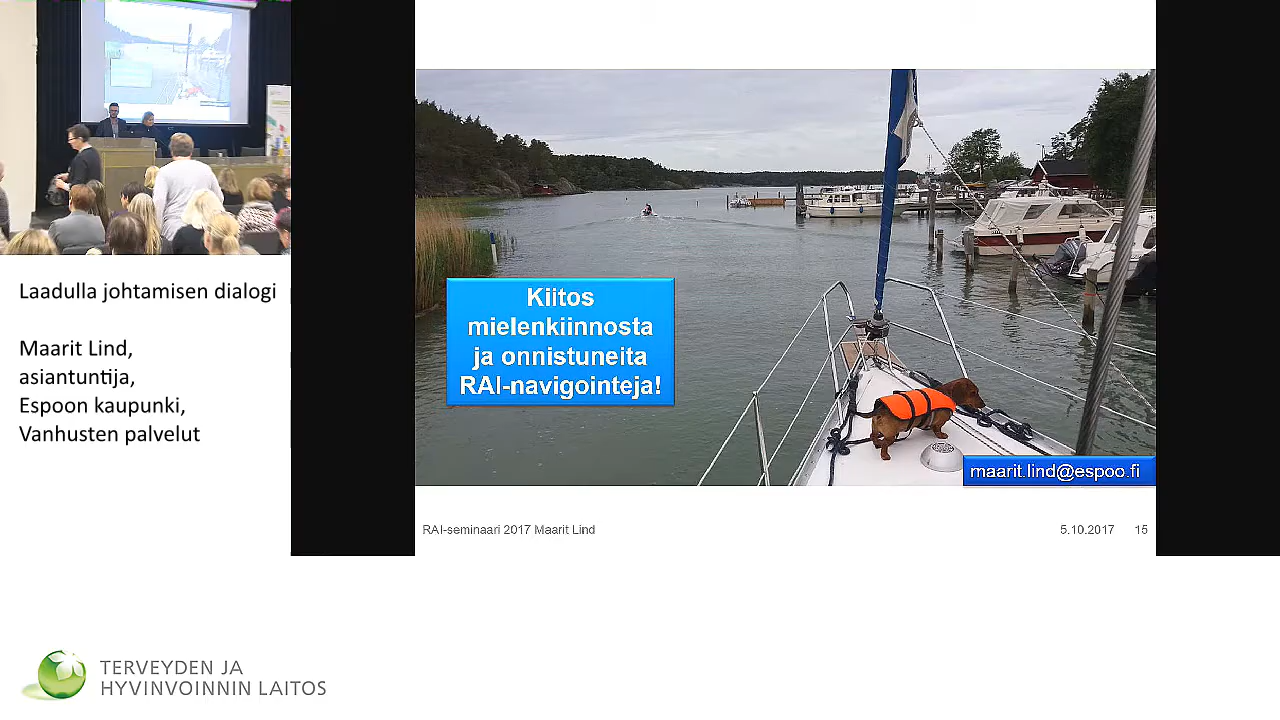 Laadulla johtamisen dialogi
Maarit Lind,
asiantuntija,
Espoon kaupunki,
Vanhusten palvelut
Kiitos
mielenkiinnosta
ja onnistuneita
RAI-navigointeja!
maarit.lind@espoo.fi
RAI-seminaari 2017 Maarit Lind
5.10.2017 15
TERVEYDEN JA
HYVINVOINNIN LAITOS